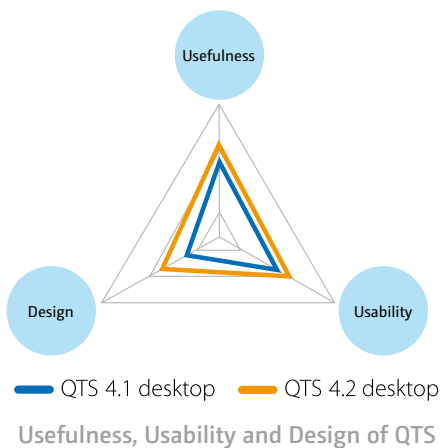 Usefulness
Design
Usability
QTS 4.1 desktop
QTS 4.2 desktop
Usefulness, Usability and Design of QTS